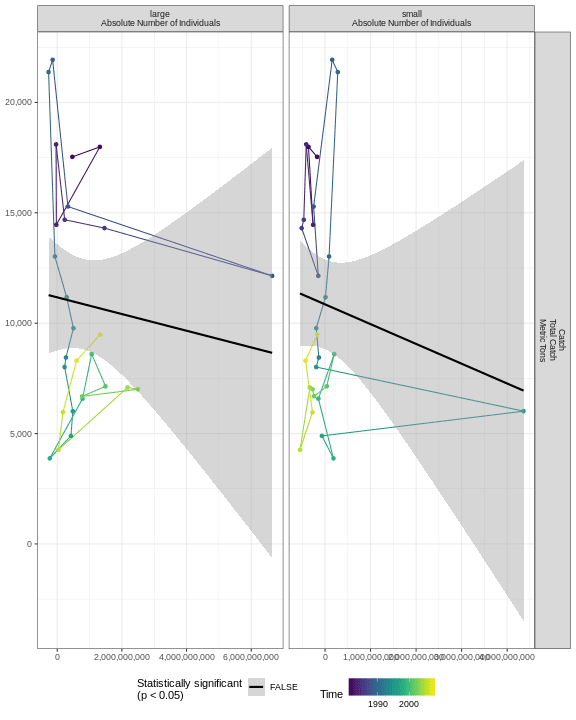 large
Absolute Number of Individuals
small
Absolute Number of Individuals
20,000
15,000
10,000
5,000
0
Catch
Total Catch
Metric Tons
0
2,000,000,000
4,000,000,000
6,000,000,000
0
1,000,000,000
2,000,000,000
3,000,000,000
4,000,000,000
Statistically significant
(p < 0.05)
FALSE
Time
1990
2000